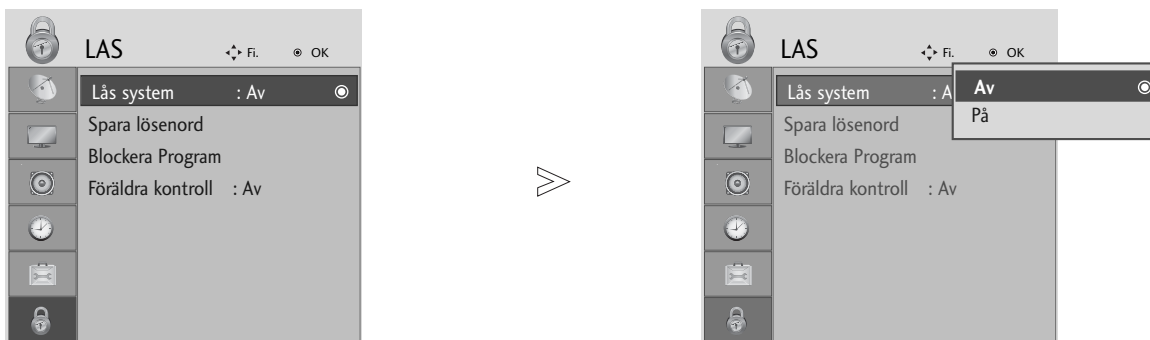 LAS Fi. OK
Lås system : Av
Spara lösenord
Blockera Program
Föräldra kontroll : Av
LAS Fi. OK
Lås system : A
Spara lösenord
Blockera Program
Föräldra kontroll : Av
Av
På